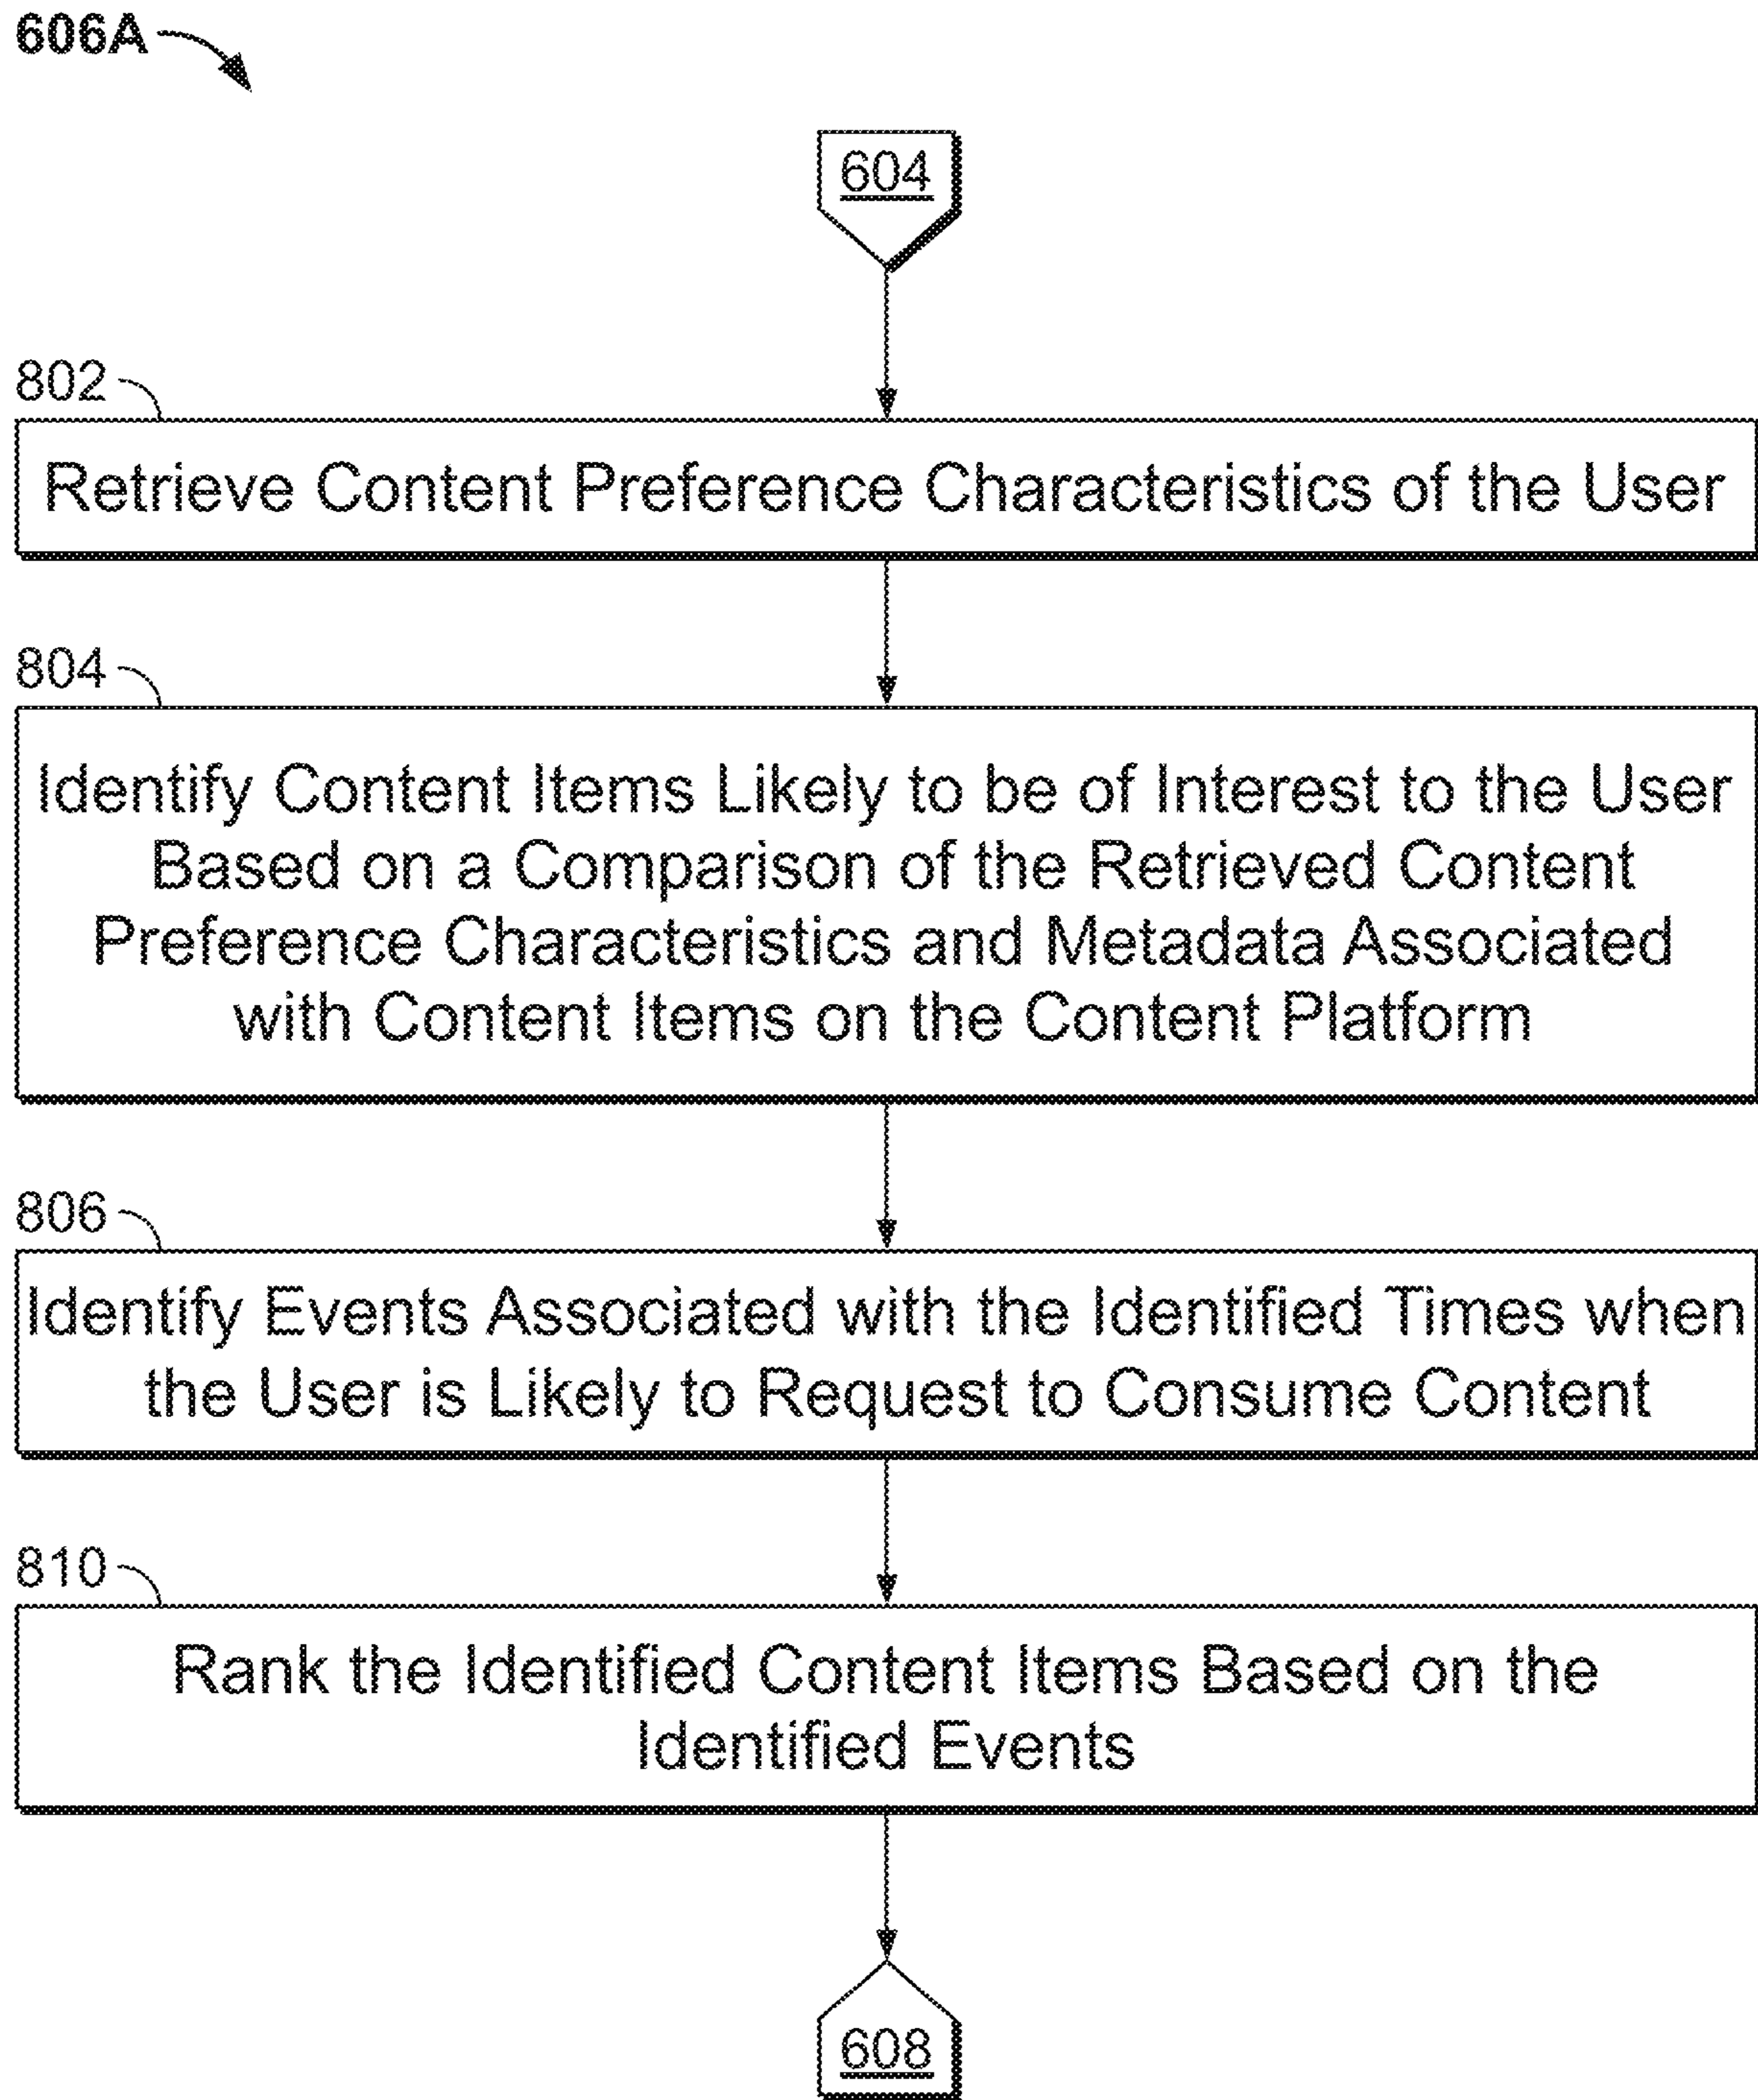 606A
604
802
Retrieve Content Preference Characteristics of the User
804
Identify Content Items Likely to be of Interest to the User
Based on a Comparison of the Retrieved Content
Preference Characteristics and Metadata Associated
with Content Items on the Content Platform
806
Identify Events Associated with the Identified Times when
the User is Likely to Request to Consume Content
810
Rank the Identified Content Items Based on the
Identified Events
608